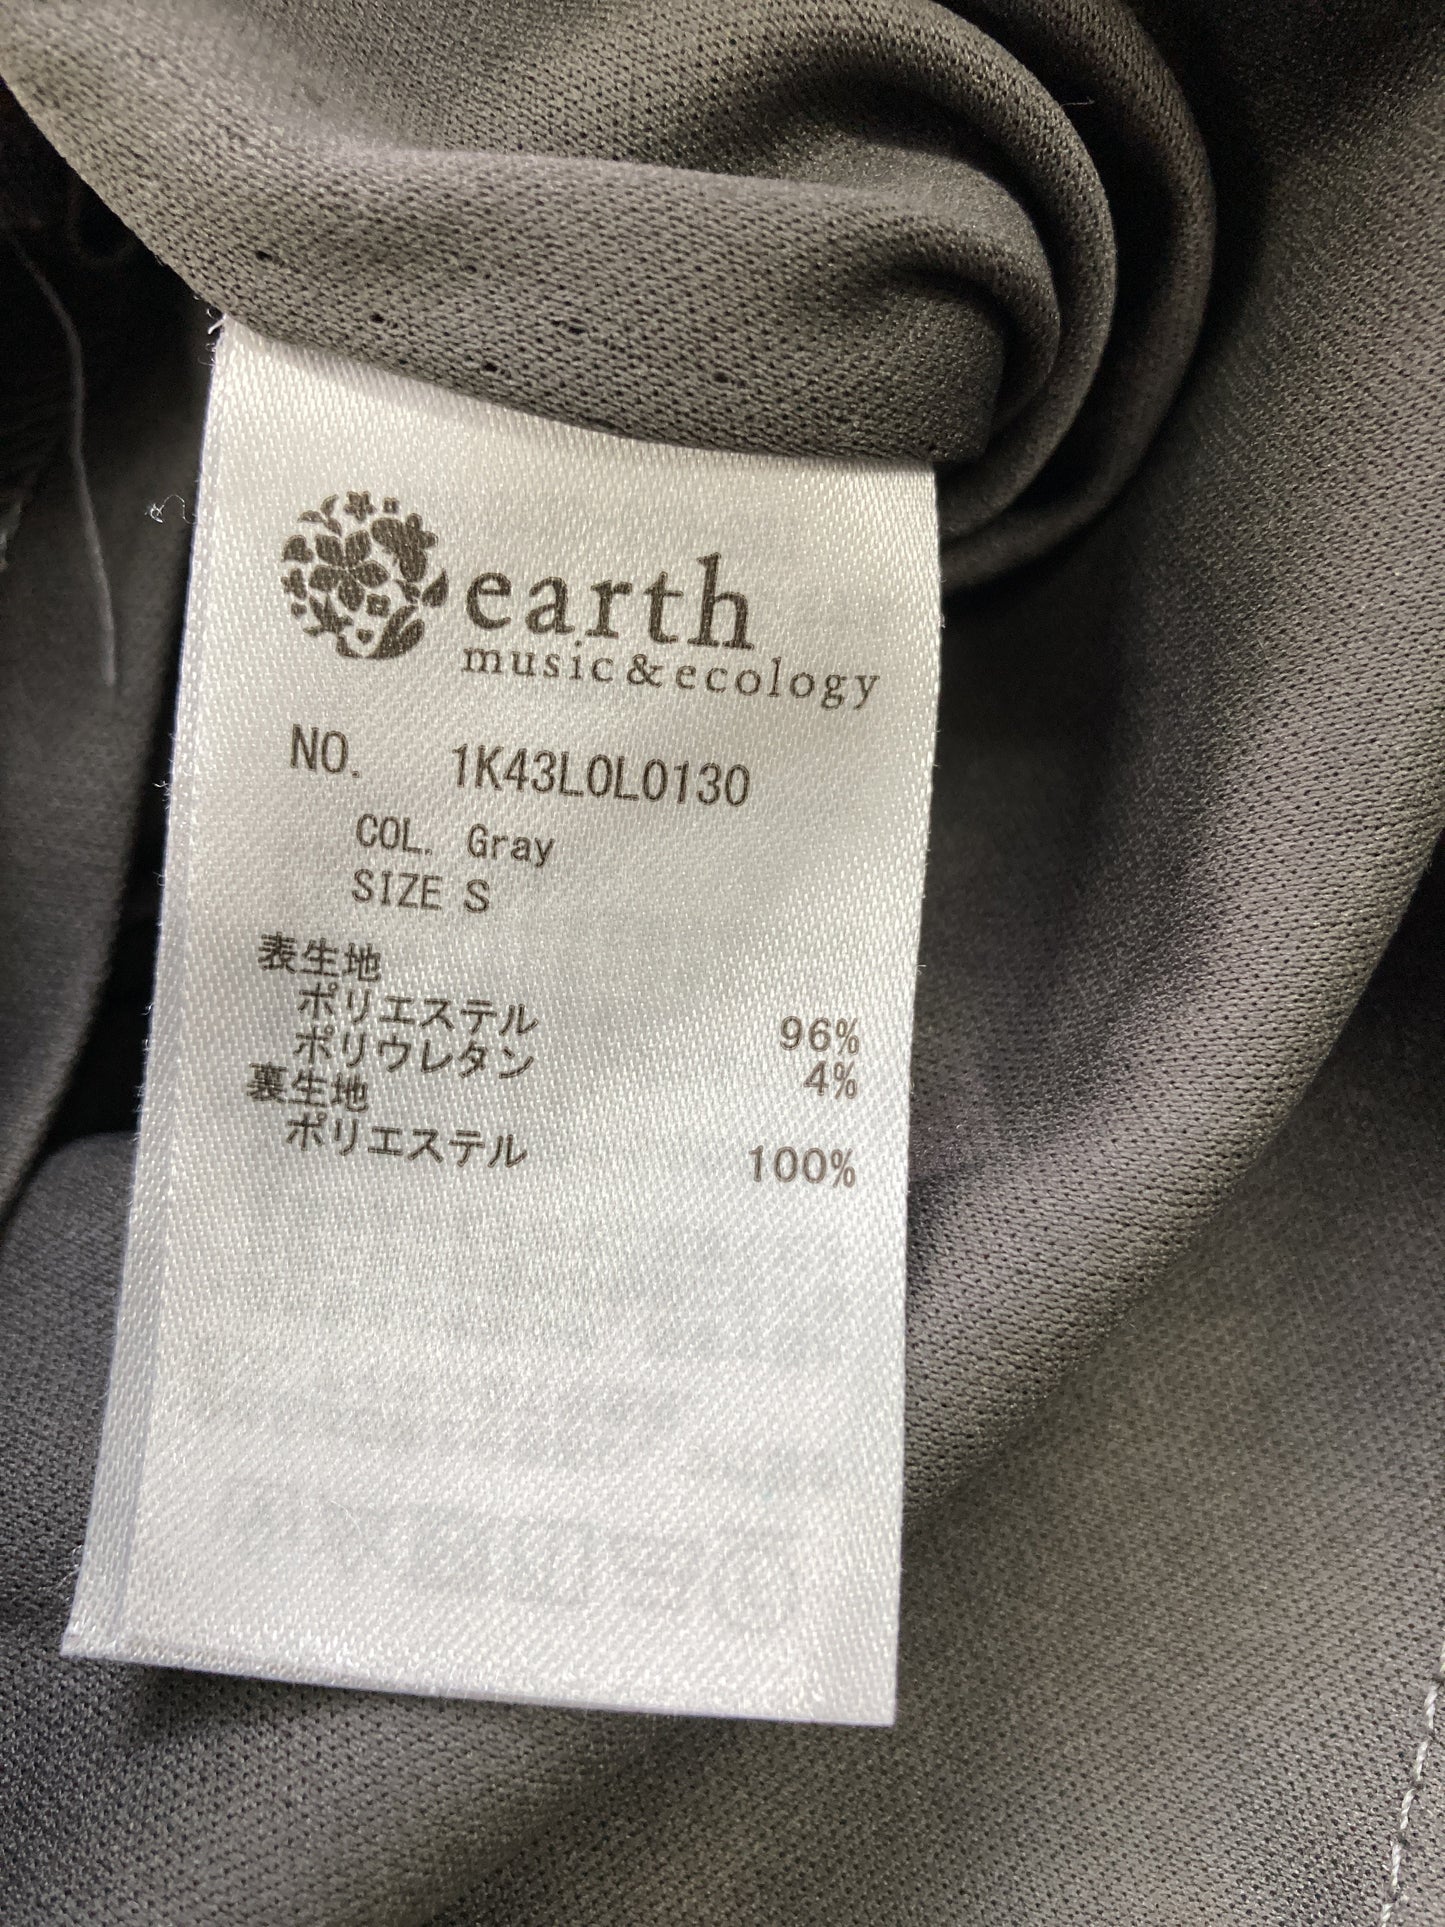 earth
music&ecology
NO. 1K43L0L0130
COL. Gray
SIZE S
表生地
ポリエステル 96%
ポリウレタン 4%
裏生地
ポリエステル 100%